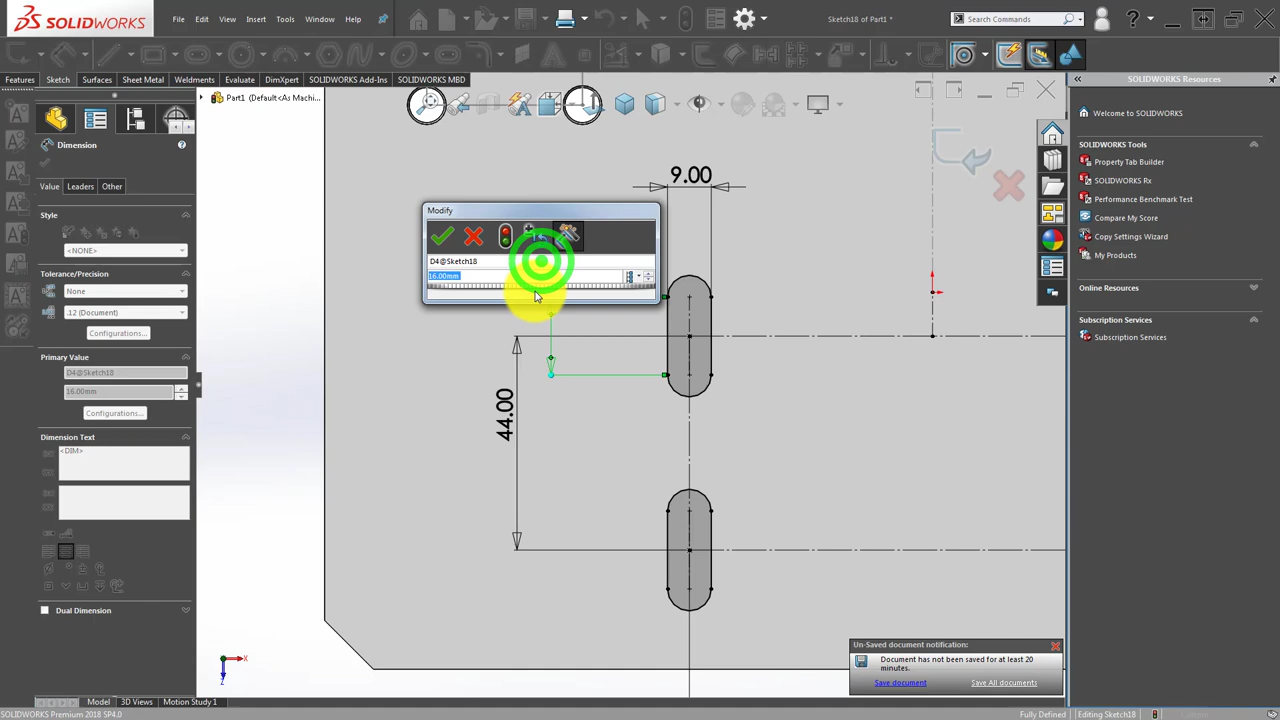 SOLIDWORKS
File
Edit
View
Insert
Tools
Window
Help
Sketch18 of Part1 *
Search Commands
?
Features
Sketch
Surfaces
Sheet Metal
Weldments
Evaluate
DimXpert
SOLIDWORKS Add-Ins
SOLIDWORKS MBD
SOLIDWORKS Resources
Part1 (Default<As Machin...
Welcome to SOLIDWORKS
Dimension
SOLIDWORKS Tools
Property Tab Builder
SOLIDWORKS Rx
Performance Benchmark Test
Compare My Score
Copy Settings Wizard
My Products
Online Resources
Subscription Services
Subscription Services
Value
Leaders
Other
Style
<NONE>
Tolerance/Precision
None
.12 (Document)
Configurations...
Primary Value
D4@Sketch18
16.00mm
Configurations...
Dimension Text
<DIM>
Dual Dimension
Modify
D4@Sketch18
16.00mm
9.00
44.00
X
Z
Un-Saved document notification:
Document has not been saved for at least 20
minutes.
Save document
Save All documents
Model
3D Views
Motion Study 1
SOLIDWORKS Premium 2018 SP4.0
Fully Defined
Editing Sketch18